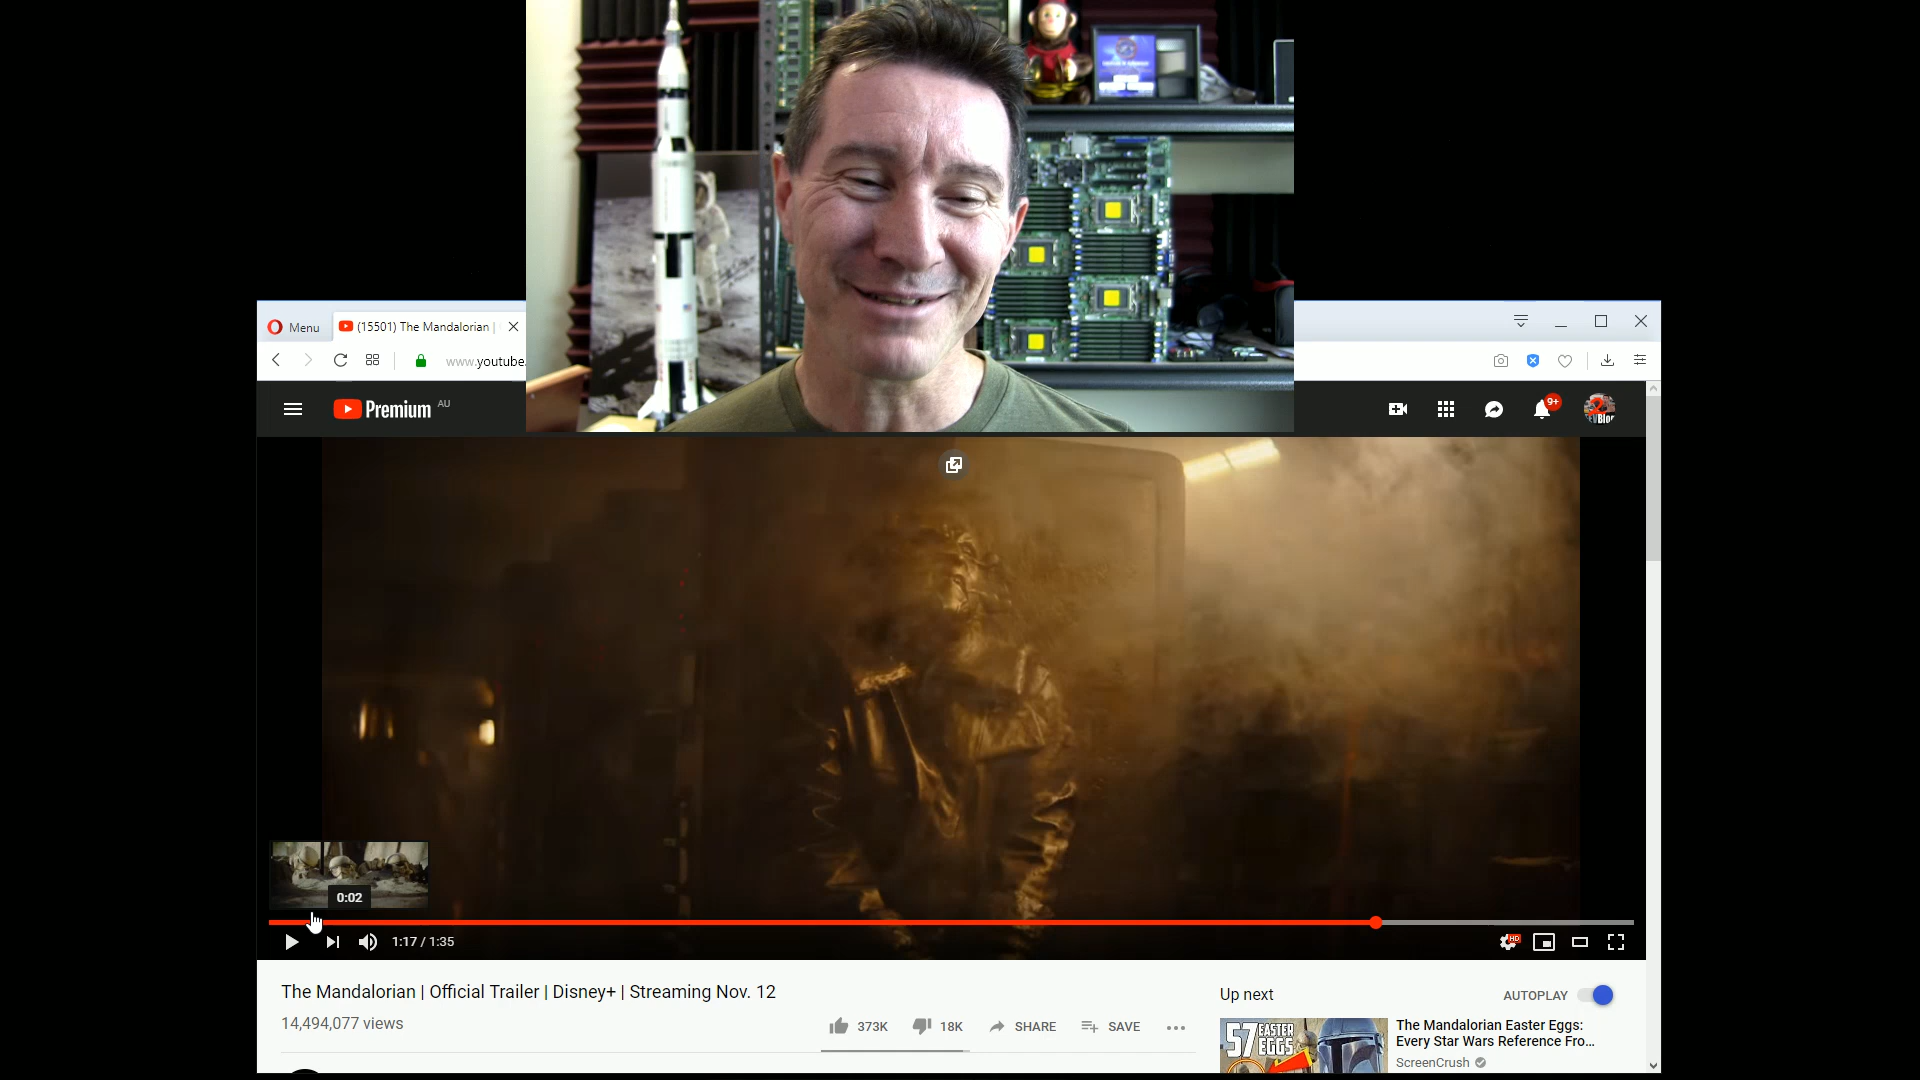 Menu
(15501) The Mandalorian |
www.youtube.
Premium AU
9+
0:02
1:17 / 1:35
HD
The Mandalorian | Official Trailer | Disney+ | Streaming Nov. 12
14,494,077 views
373K
18K
SHARE
SAVE
Up next
AUTOPLAY
57 EASTER
EGGS
The Mandalorian Easter Eggs:
Every Star Wars Reference Fro...
ScreenCrush